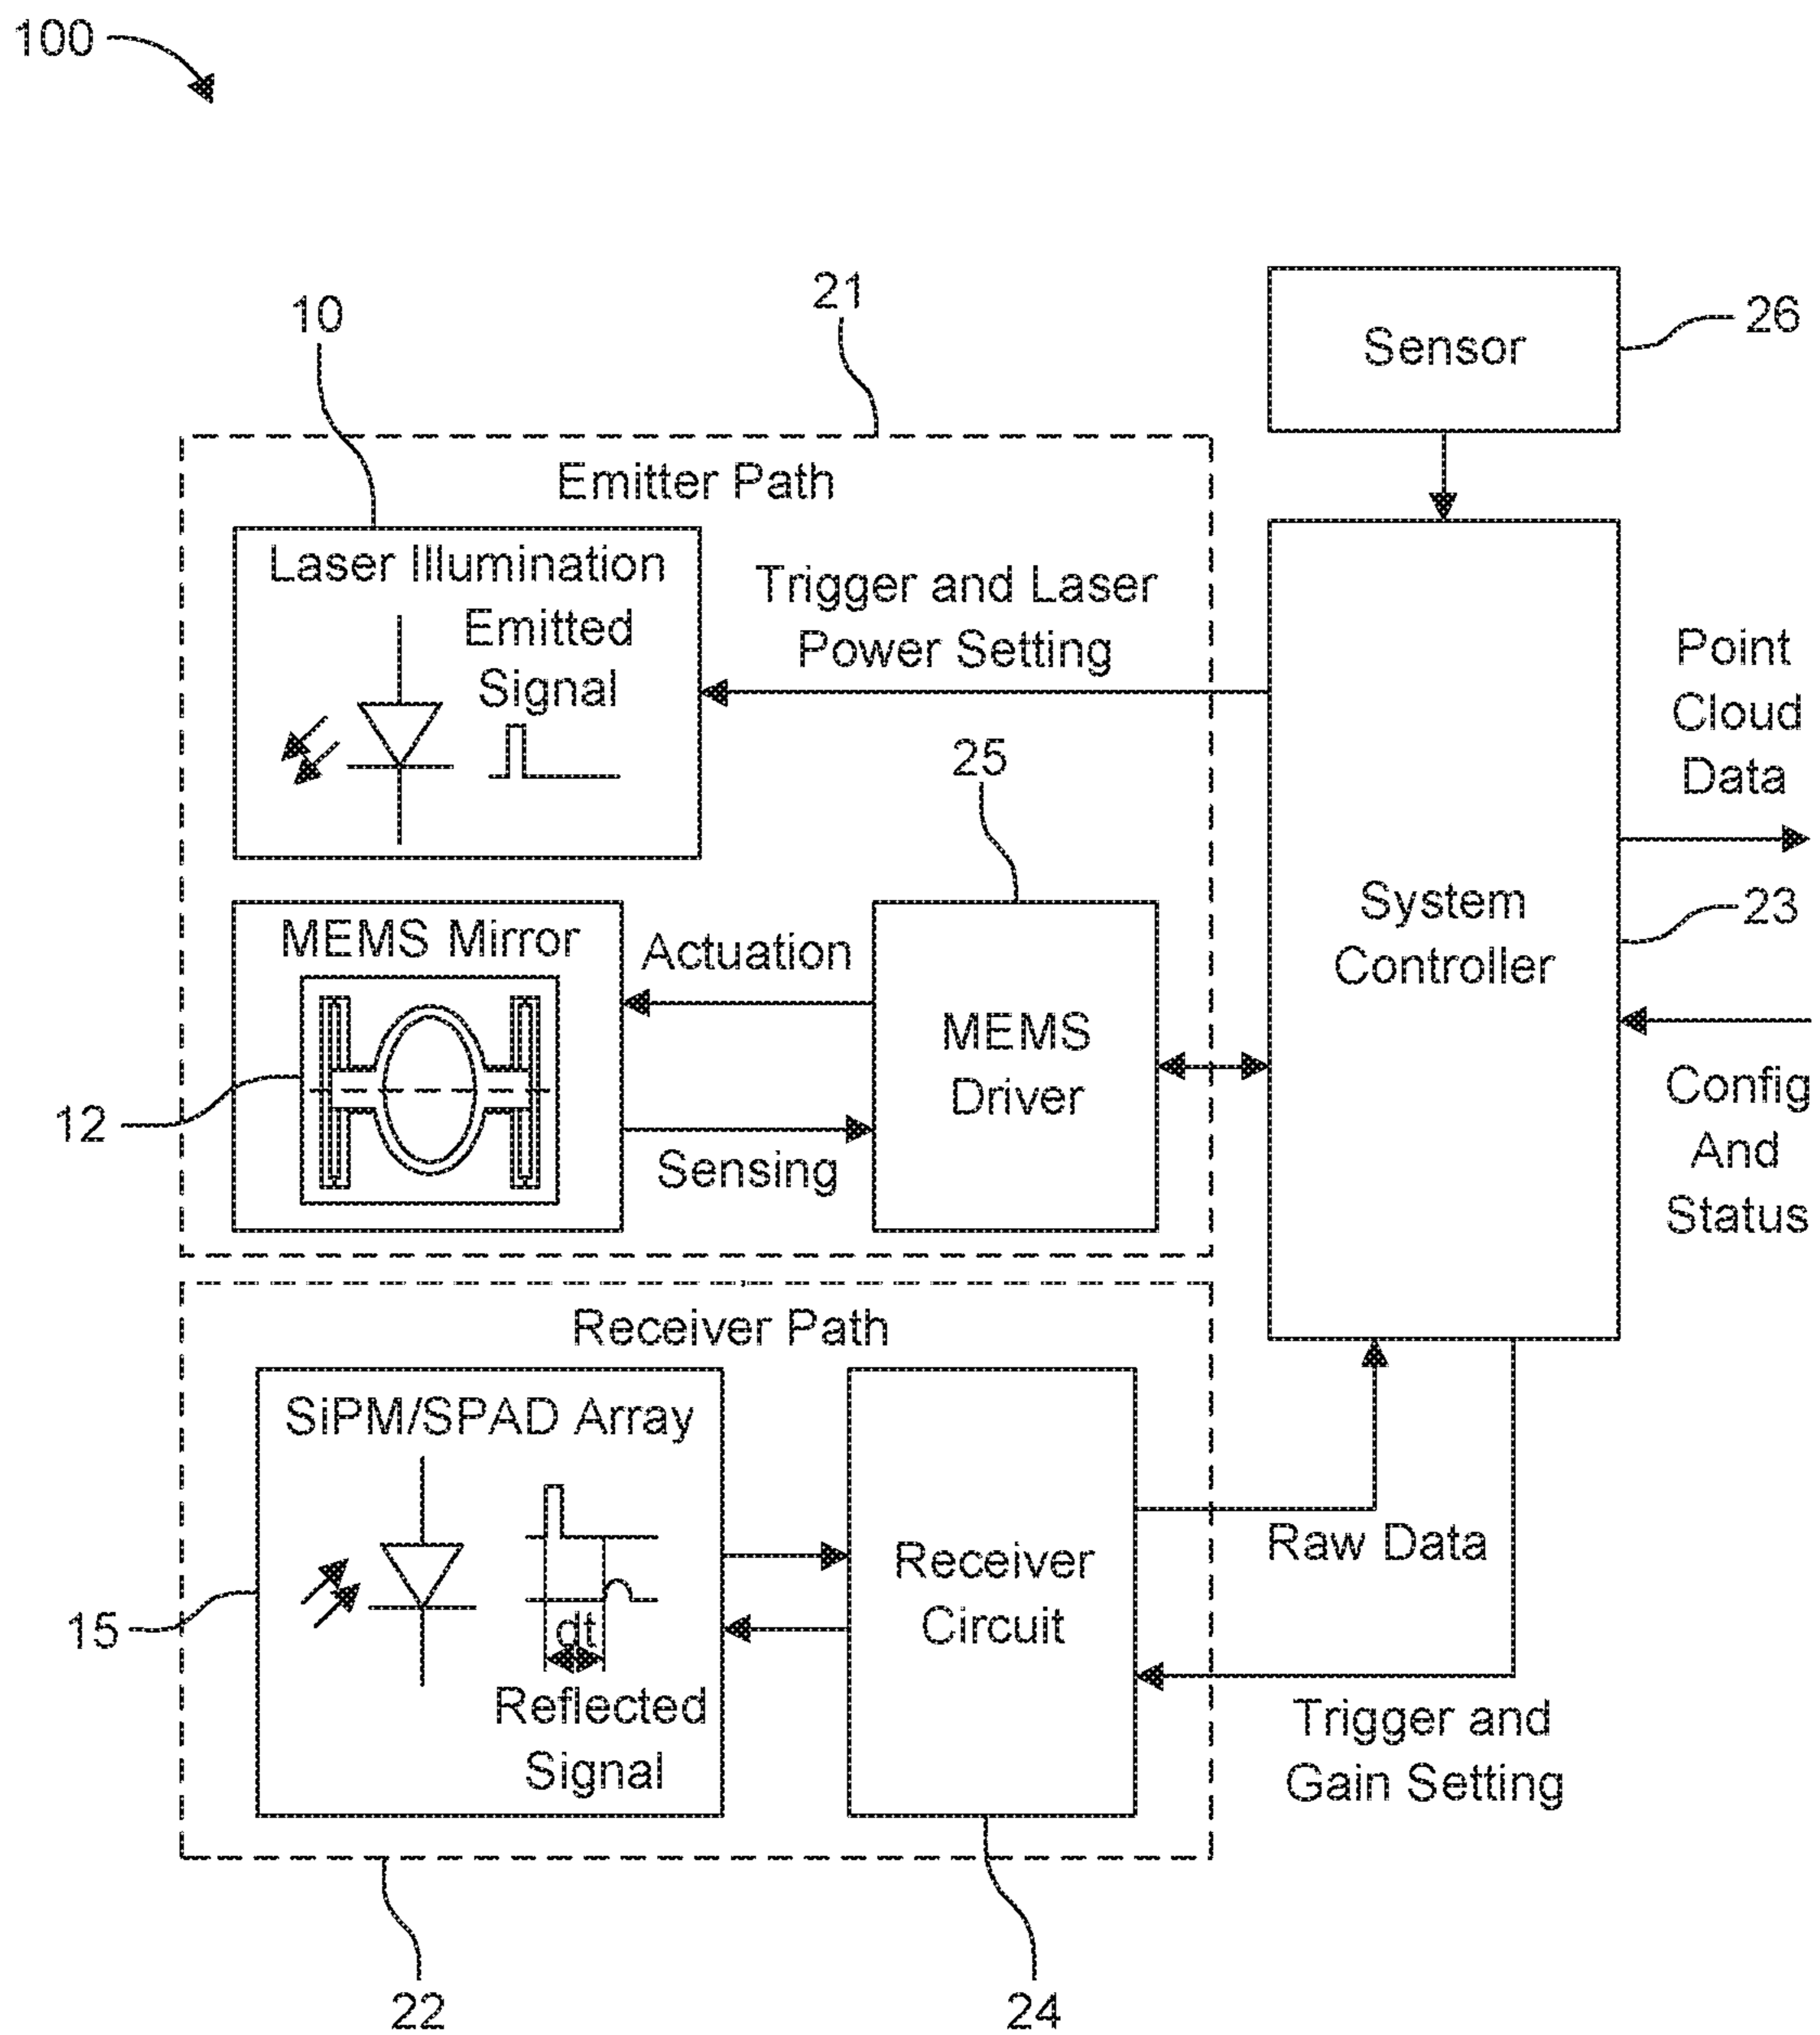 100
21
10
26
Sensor
Emitter Path
Laser Illumination
Emitted
Signal
Trigger and Laser
Power Setting
Point
Cloud
Data
25
System
Controller
23
MEMS Mirror
Actuation
MEMS
Driver
12
Sensing
Config
And
Status
Receiver Path
SiPM/SPAD Array
Receiver
Circuit
Raw Data
15
dt
Reflected
Signal
Trigger and
Gain Setting
22
24